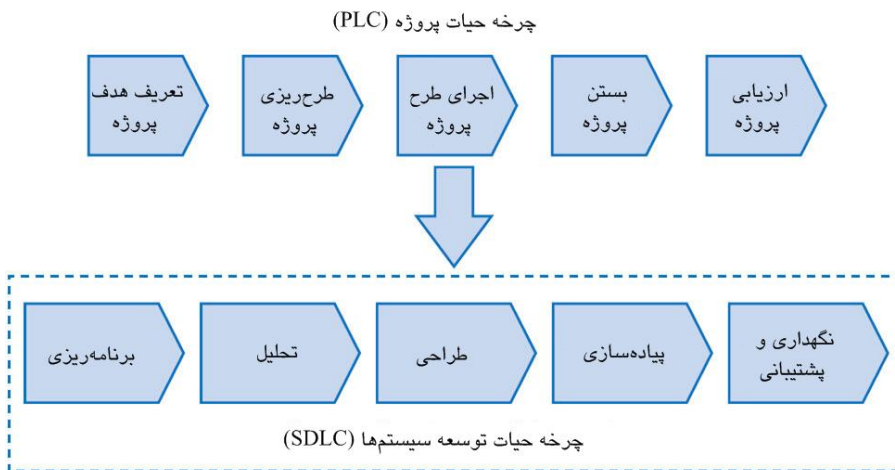 چرخه حیات پروژه (PLC)
تعریف هدف
پروژه
طرح‌ریزی
پروژه
اجرای طرح
پروژه
بستن
پروژه
ارزیابی
پروژه
برنامه‌ریزی
تحلیل
طراحی
پیاده‌سازی
نگهداری و
پشتیبانی
چرخه حیات توسعه سیستم‌ها (SDLC)